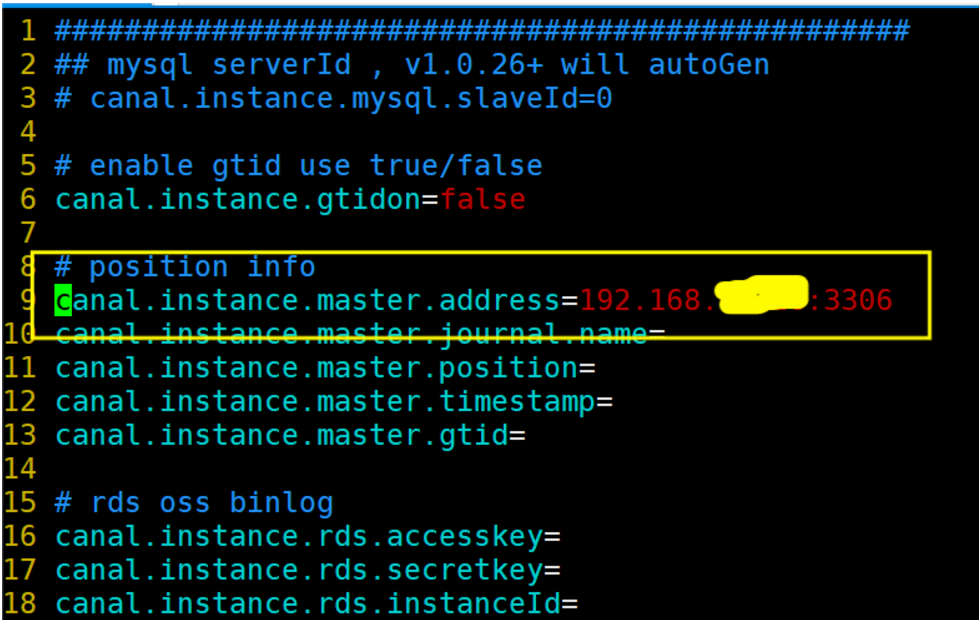 1 #################################################
2 ## mysql serverId , v1.0.26+ will autoGen
3 # canal.instance.mysql.slaveId=0
4
5 # enable gtid use true/false
6 canal.instance.gtidon=false
7
8 # position info
9 canal.instance.master.address=192.168. :3306
10 canal.instance.master.journal.name=
11 canal.instance.master.position=
12 canal.instance.master.timestamp=
13 canal.instance.master.gtid=
14
15 # rds oss binlog
16 canal.instance.rds.accesskey=
17 canal.instance.rds.secretkey=
18 canal.instance.rds.instanceId=